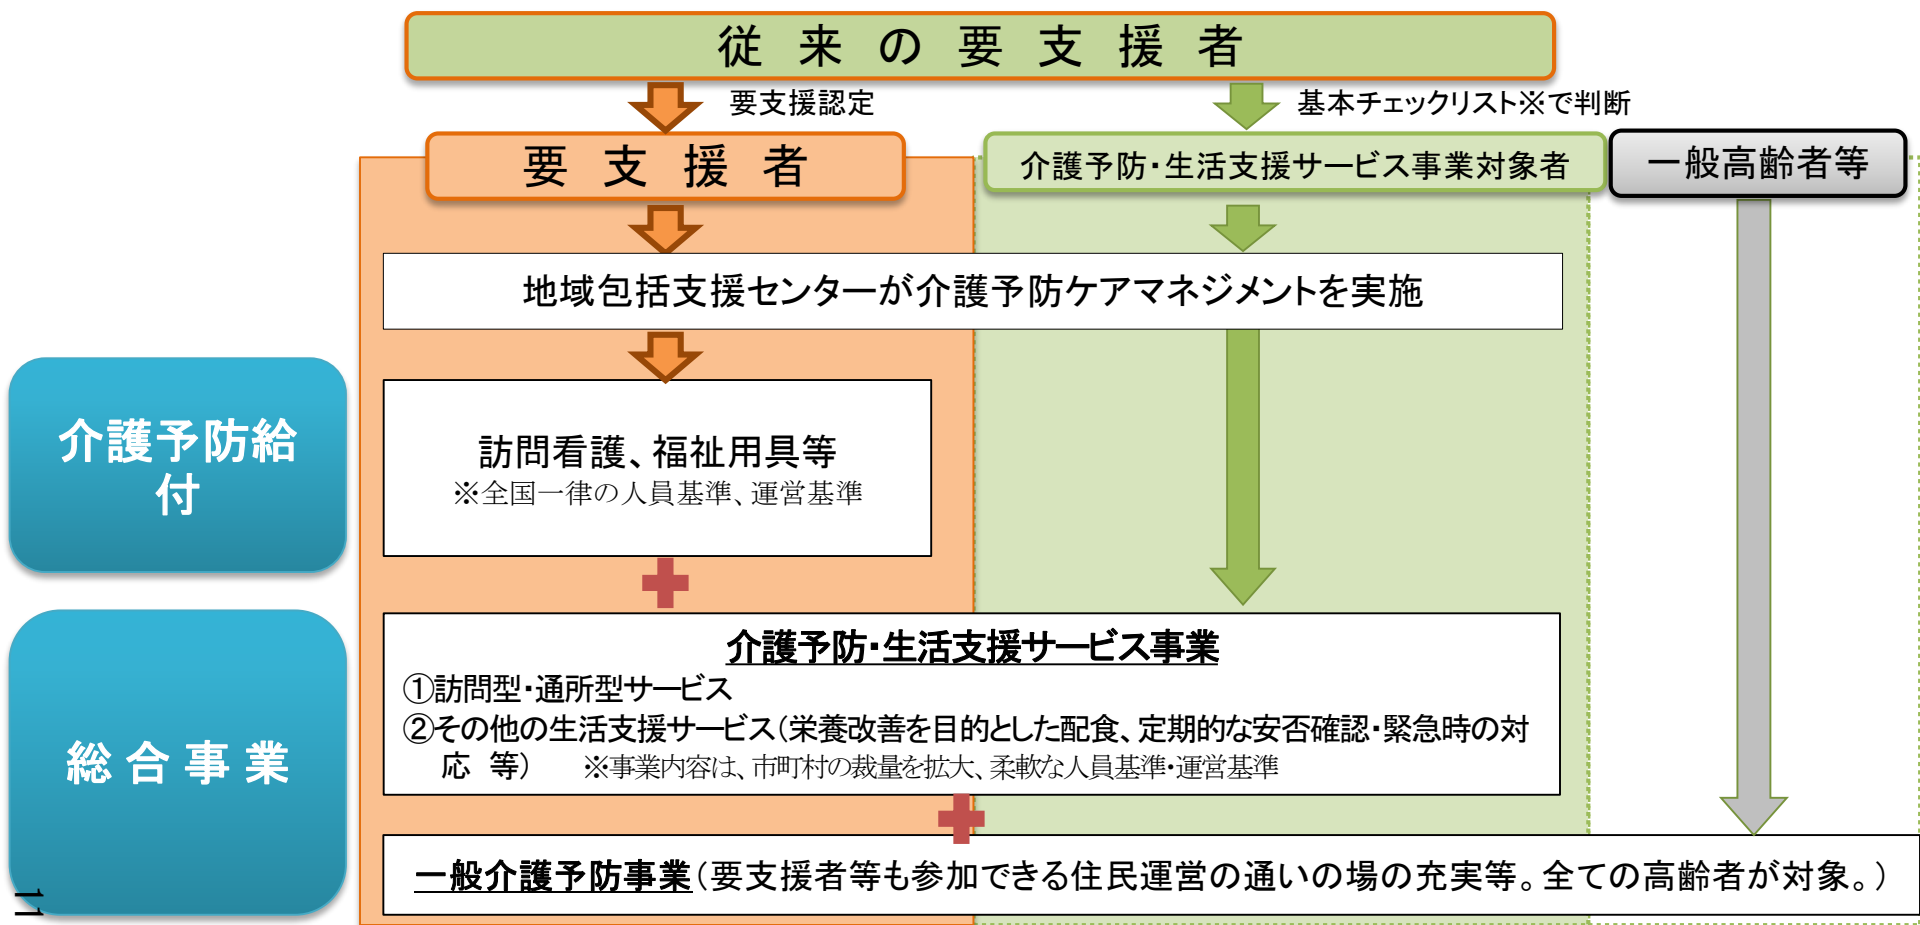 従来の要支援者
要支援認定
基本チェックリスト※で判断
要支援者
介護予防・生活支援サービス事業対象者
一般高齢者等
地域包括支援センターが介護予防ケアマネジメントを実施
介護予防給
付
訪問看護、福祉用具等
※全国一律の人員基準、運営基準
総合事業
介護予防・生活支援サービス事業
①訪問型・通所型サービス
②その他の生活支援サービス（栄養改善を目的とした配食、定期的な安否確認・緊急時の対
応 等） ※事業内容は、市町村の裁量を拡大、柔軟な人員基準・運営基準
一般介護予防事業（要支援者等も参加できる住民運営の通いの場の充実等。全ての高齢者が対象。）
11